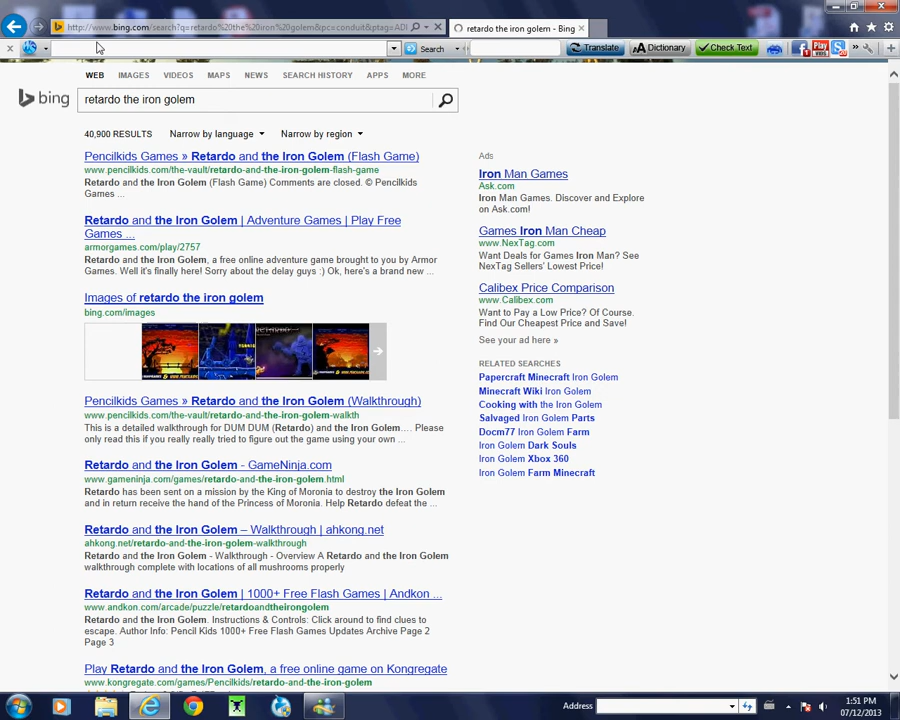 http://www.bing.com/search?q=retardo%20the%20iron%20golem&pc=conduit&ptag=ADI
retardo the iron golem - Bing
Search
Translate
Dictionary
Check Text
WEB IMAGES VIDEOS MAPS NEWS SEARCH HISTORY APPS MORE
bing
retardo the iron golem
40,900 RESULTS Narrow by language Narrow by region
Pencilkids Games » Retardo and the Iron Golem (Flash Game)
www.pencilkids.com/the-vault/retardo-and-the-iron-golem-flash-game
Retardo and the Iron Golem (Flash Game) Comments are closed. © Pencilkids
Games ...
Retardo and the Iron Golem | Adventure Games | Play Free
Games ...
armorgames.com/play/2757
Retardo and the Iron Golem, a free online adventure game brought to you by Armor
Games. Well it's finally here! Sorry about the delay guys :) Ok, here's a brand new ...
Images of retardo the iron golem
bing.com/images
Pencilkids Games » Retardo and the Iron Golem (Walkthrough)
www.pencilkids.com/the-vault/retardo-and-the-iron-golem-walkth
This is a detailed walkthrough for DUM DUM (Retardo) and the Iron Golem.... Please
only read this if you really really tried to figure out the game using your own ...
Retardo and the Iron Golem - GameNinja.com
www.gameninja.com/games/retardo-and-the-iron-golem.html
Retardo has been sent on a mission by the King of Moronia to destroy the Iron Golem
and in return receive the hand of the Princess of Moronia. Help Retardo defeat the ...
Retardo and the Iron Golem – Walkthrough | ahkong.net
ahkong.net/retardo-and-the-iron-golem-walkthrough
Retardo and the Iron Golem - Walkthrough - Overview A Retardo and the Iron Golem
walkthrough complete with locations of all mushrooms properly
Retardo and the Iron Golem | 1000+ Free Flash Games | Andkon ...
www.andkon.com/arcade/puzzle/retardoandtheirongolem
Retardo and the Iron Golem. Instructions & Controls: Click around to find clues to
escape. Author Info: Pencil Kids 1000+ Free Flash Games Updates Archive Page 2
Page 3
Play Retardo and the Iron Golem, a free online game on Kongregate
www.kongregate.com/games/Pencilkids/retardo-and-the-iron-golem
Ads
Iron Man Games
Ask.com
Iron Man Games. Discover and Explore
on Ask.com!
Games Iron Man Cheap
www.NexTag.com
Want Deals for Games Iron Man? See
NexTag Sellers' Lowest Price!
Calibex Price Comparison
www.Calibex.com
Want to Pay a Low Price? Of Course.
Find Our Cheapest Price and Save!
See your ad here »
RELATED SEARCHES
Papercraft Minecraft Iron Golem
Minecraft Wiki Iron Golem
Cooking with the Iron Golem
Salvaged Iron Golem Parts
Docm77 Iron Golem Farm
Iron Golem Dark Souls
Iron Golem Xbox 360
Iron Golem Farm Minecraft
Address
1:51 PM
07/12/2013